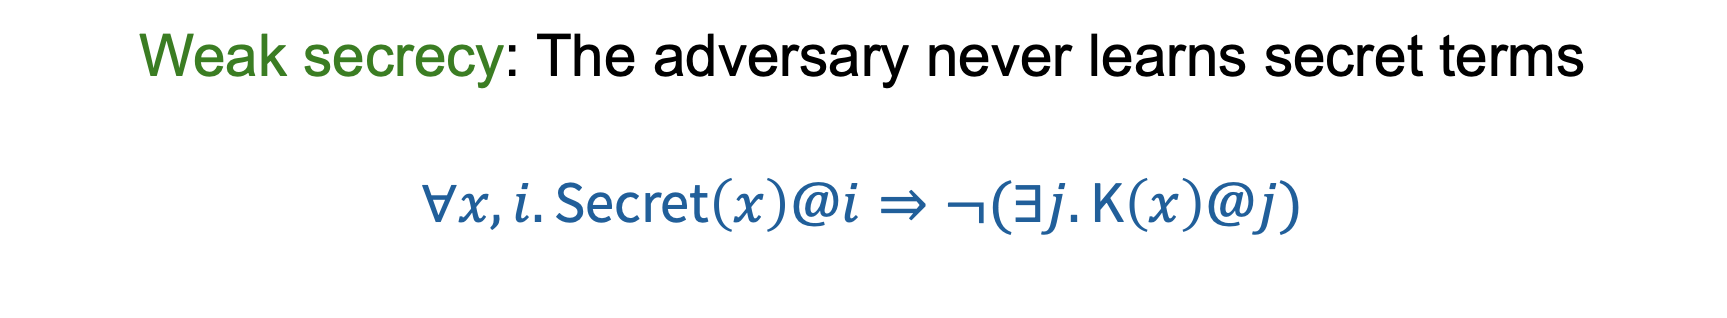 Weak secrecy: The adversary never learns secret terms
∀x, i. Secret(x)@i ⇒ ¬(∃j. K(x)@j)